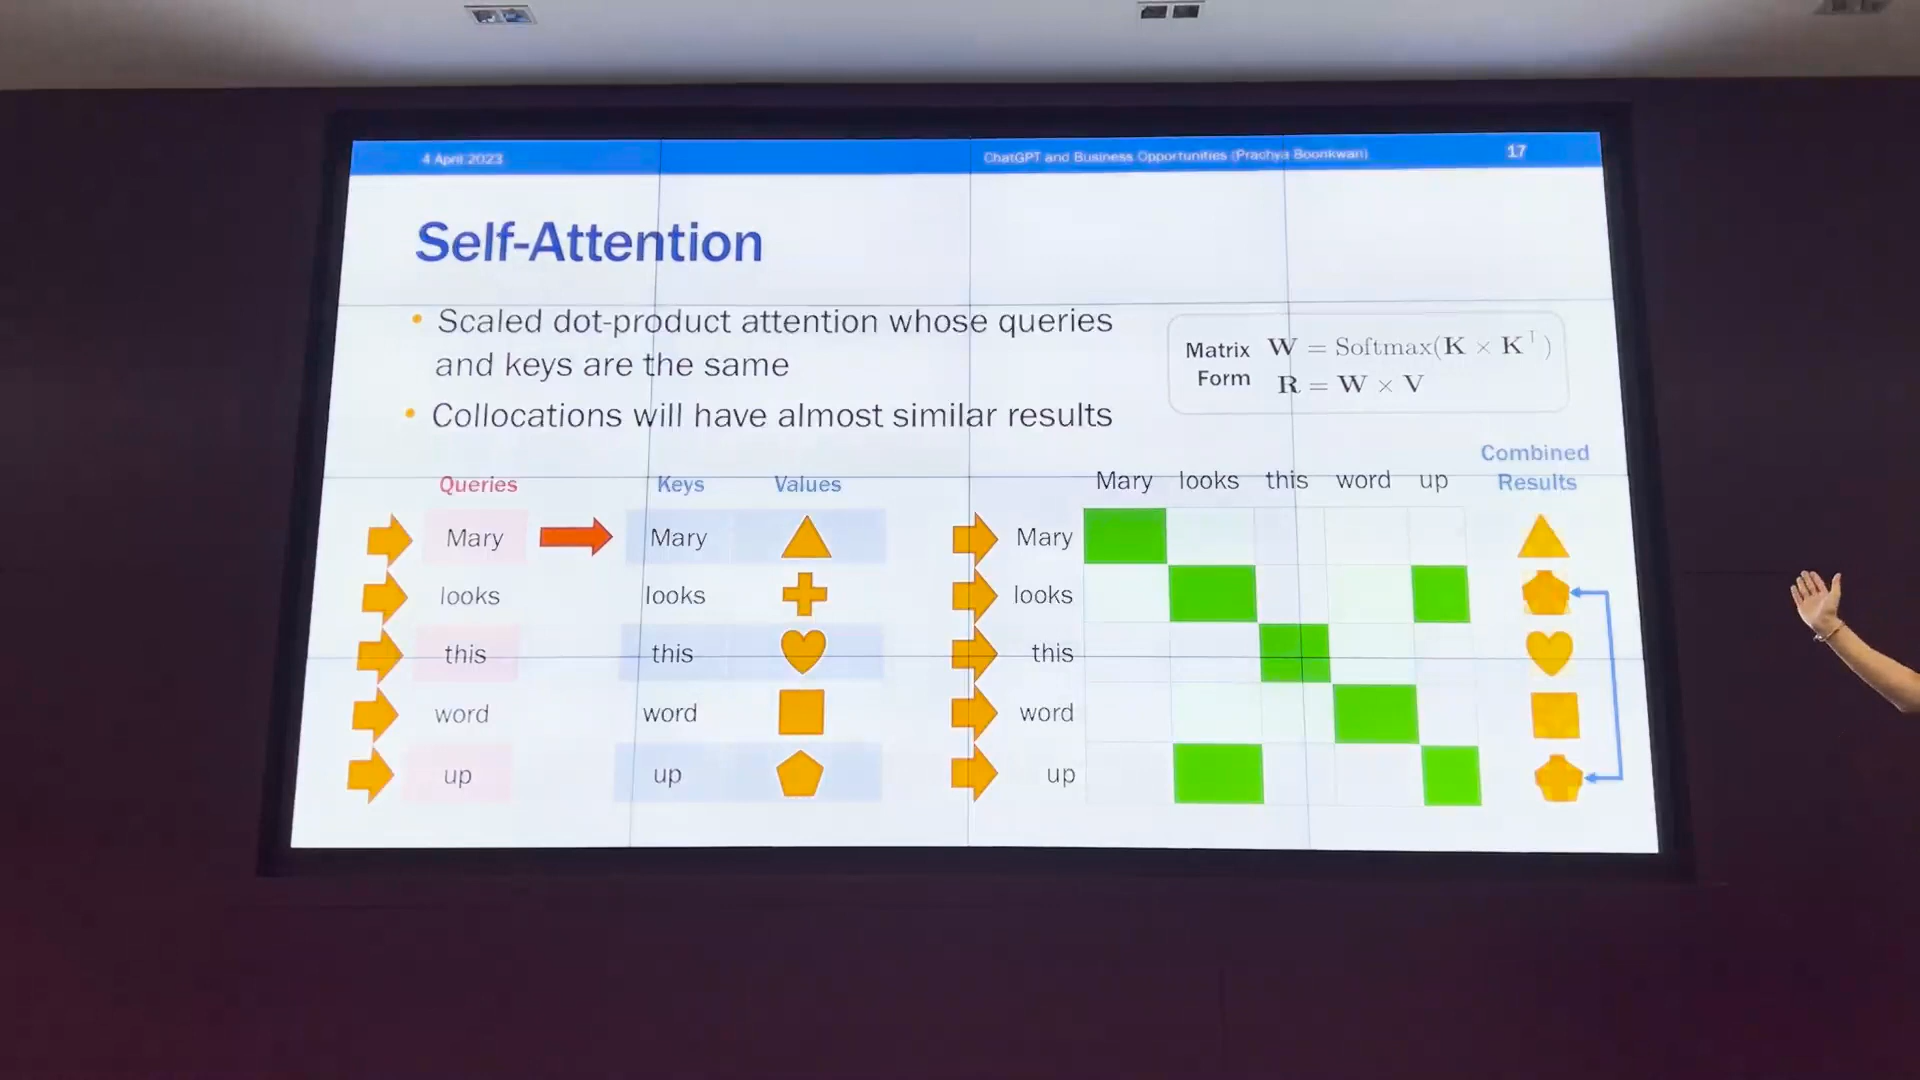 4 April 2023
ChatGPT and Business Opportunities (Prachya Boonkwan)
17
Self-Attention
• Scaled dot-product attention whose queries
and keys are the same
• Collocations will have almost similar results
Matrix Form
W = Softmax(K × K⊤)
R = W × V
Queries Keys Values
Mary Mary
looks looks
this this
word word
up up
Mary looks this word up
Combined Results
Mary
looks
this
word
up